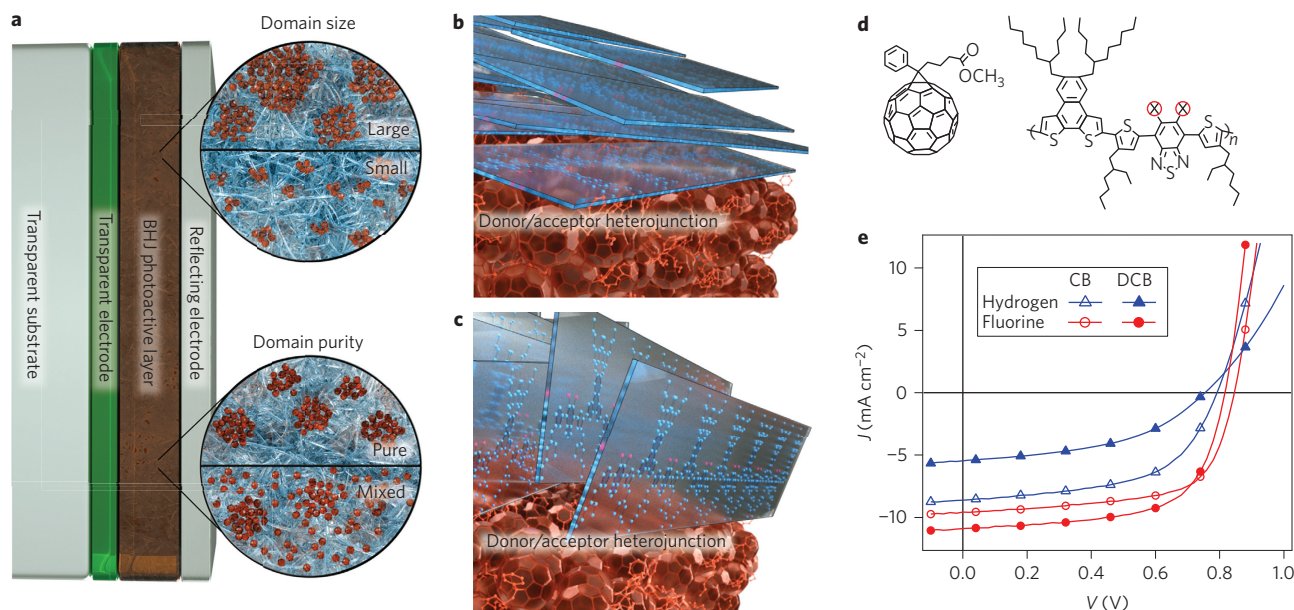 a
Domain size
Large
Small
Transparent substrate
Transparent electrode
BHJ photoactive layer
Reflecting electrode
Domain purity
Pure
Mixed
b
Donor/acceptor heterojunction
c
Donor/acceptor heterojunction
d
O
OCH3
X X
S S S S n
N N
S
e
CB DCB
Hydrogen
Fluorine
J (mA cm−2)
10
5
0
−5
−10
0.0 0.2 0.4 0.6 0.8 1.0
V (V)